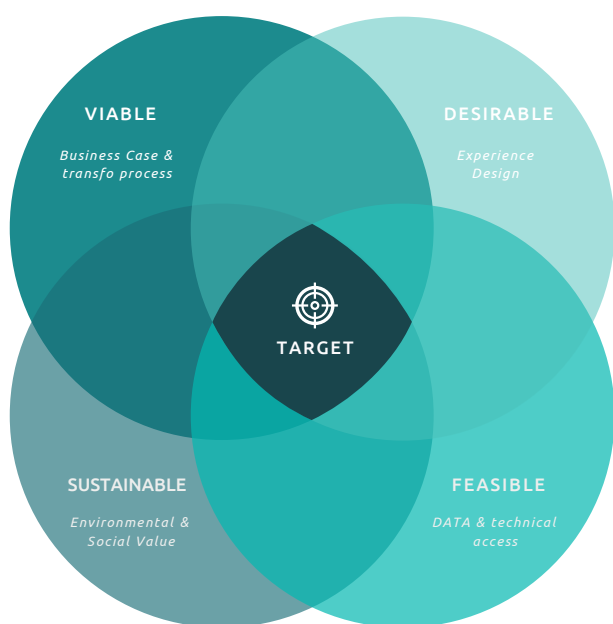 VIABLE
Business Case &
transfo process
DESIRABLE
Experience
Design
TARGET
SUSTAINABLE
Environmental &
Social Value
FEASIBLE
DATA & technical
access